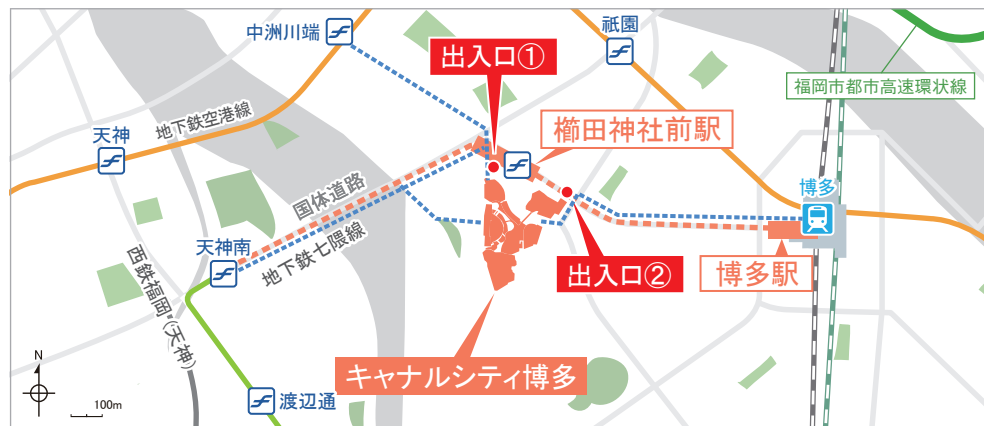 中洲川端
祇園
出入口①
福岡市都市高速環状線
地下鉄空港線
櫛田神社前駅
天神
博多
国体道路
天神南
地下鉄七隈線
出入口②
博多駅
西鉄福岡(天神)
キャナルシティ博多
N
100m
渡辺通